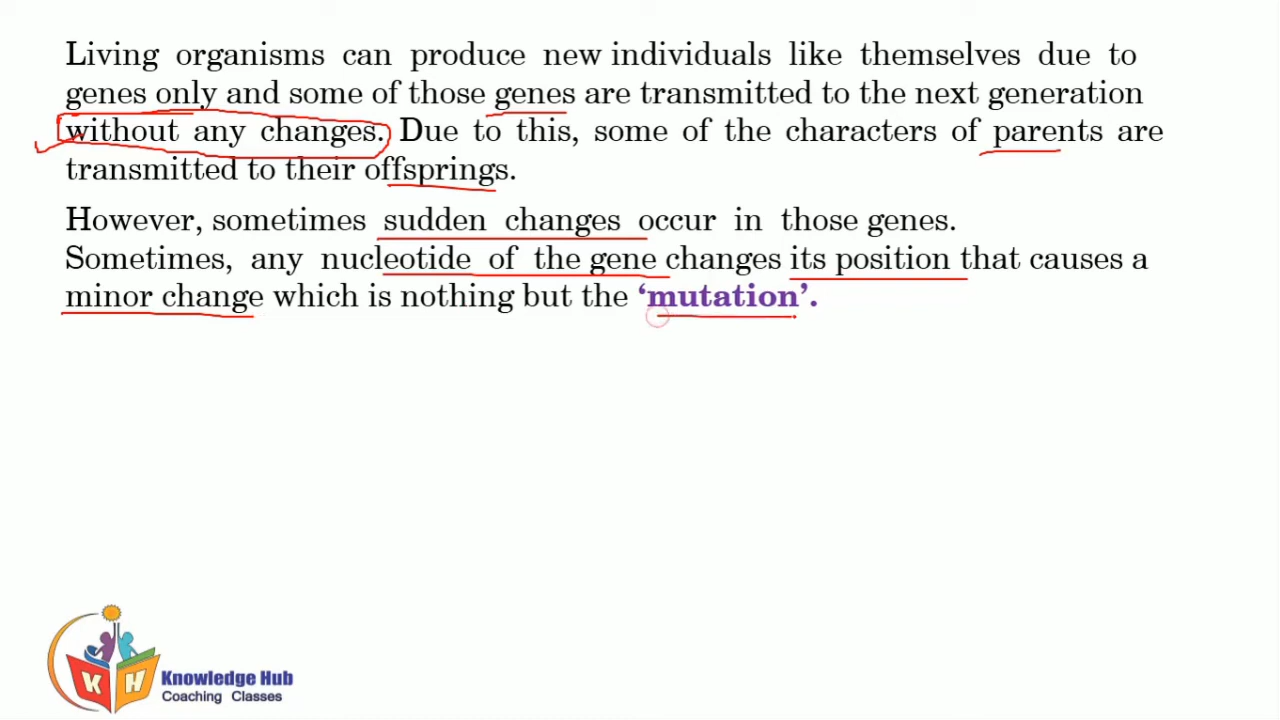 Living organisms can produce new individuals like themselves due to
genes only and some of those genes are transmitted to the next generation
without any changes. Due to this, some of the characters of parents are
transmitted to their offsprings.
However, sometimes sudden changes occur in those genes.
Sometimes, any nucleotide of the gene changes its position that causes a
minor change which is nothing but the ‘mutation’.
K H
Knowledge Hub
Coaching Classes